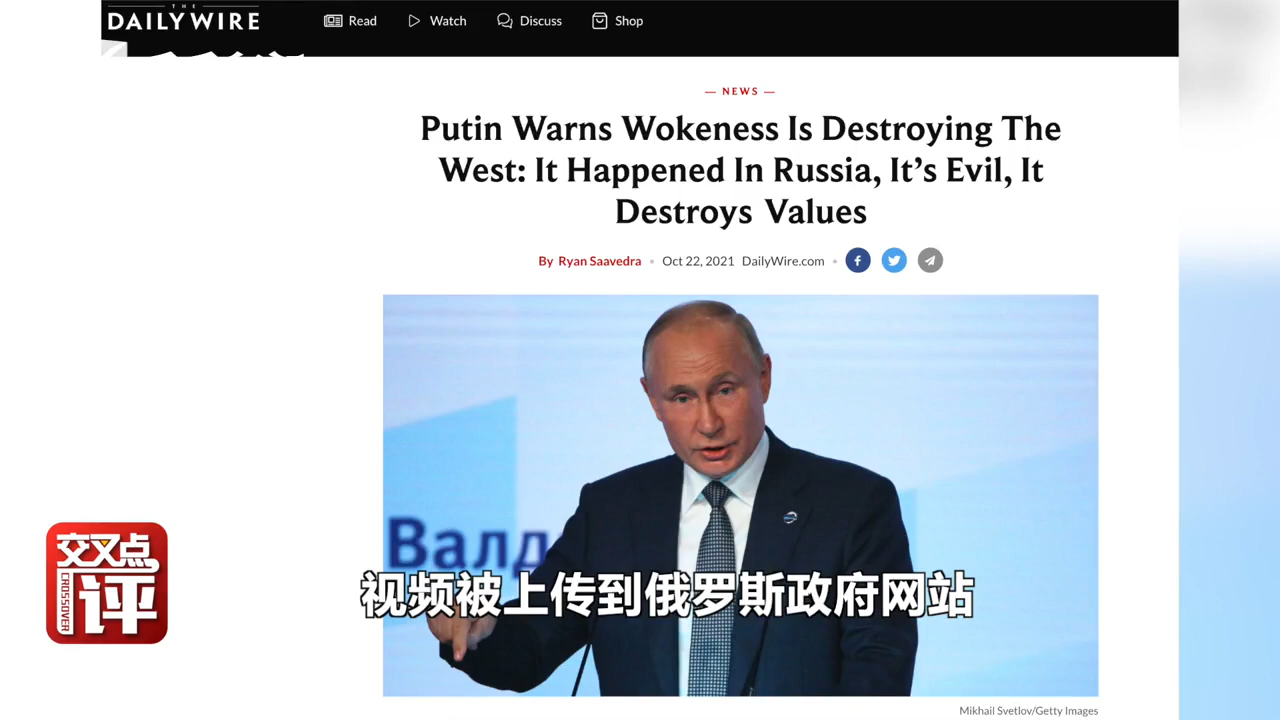 THE
DAILYWIRE
Read
Watch
Discuss
Shop
— NEWS —
Putin Warns Wokeness Is Destroying The
West: It Happened In Russia, It's Evil, It
Destroys Values
By Ryan Saavedra • Oct 22, 2021 DailyWire.com •
Валд
视频被上传到俄罗斯政府网站
交叉点
评
CROSSOVER
Mikhail Svetlov/Getty Images